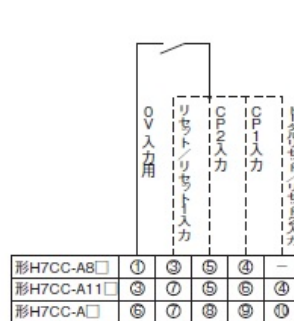 0V入力用
リセット/リセット1入力
CP2入力
CP1入力
形H7CC-A8□ ① ③ ⑤ ④ −
形H7CC-A11□ ③ ⑦ ⑤ ⑥ ④
形H7CC-A□ ⑥ ⑦ ⑧ ⑨ ⑩